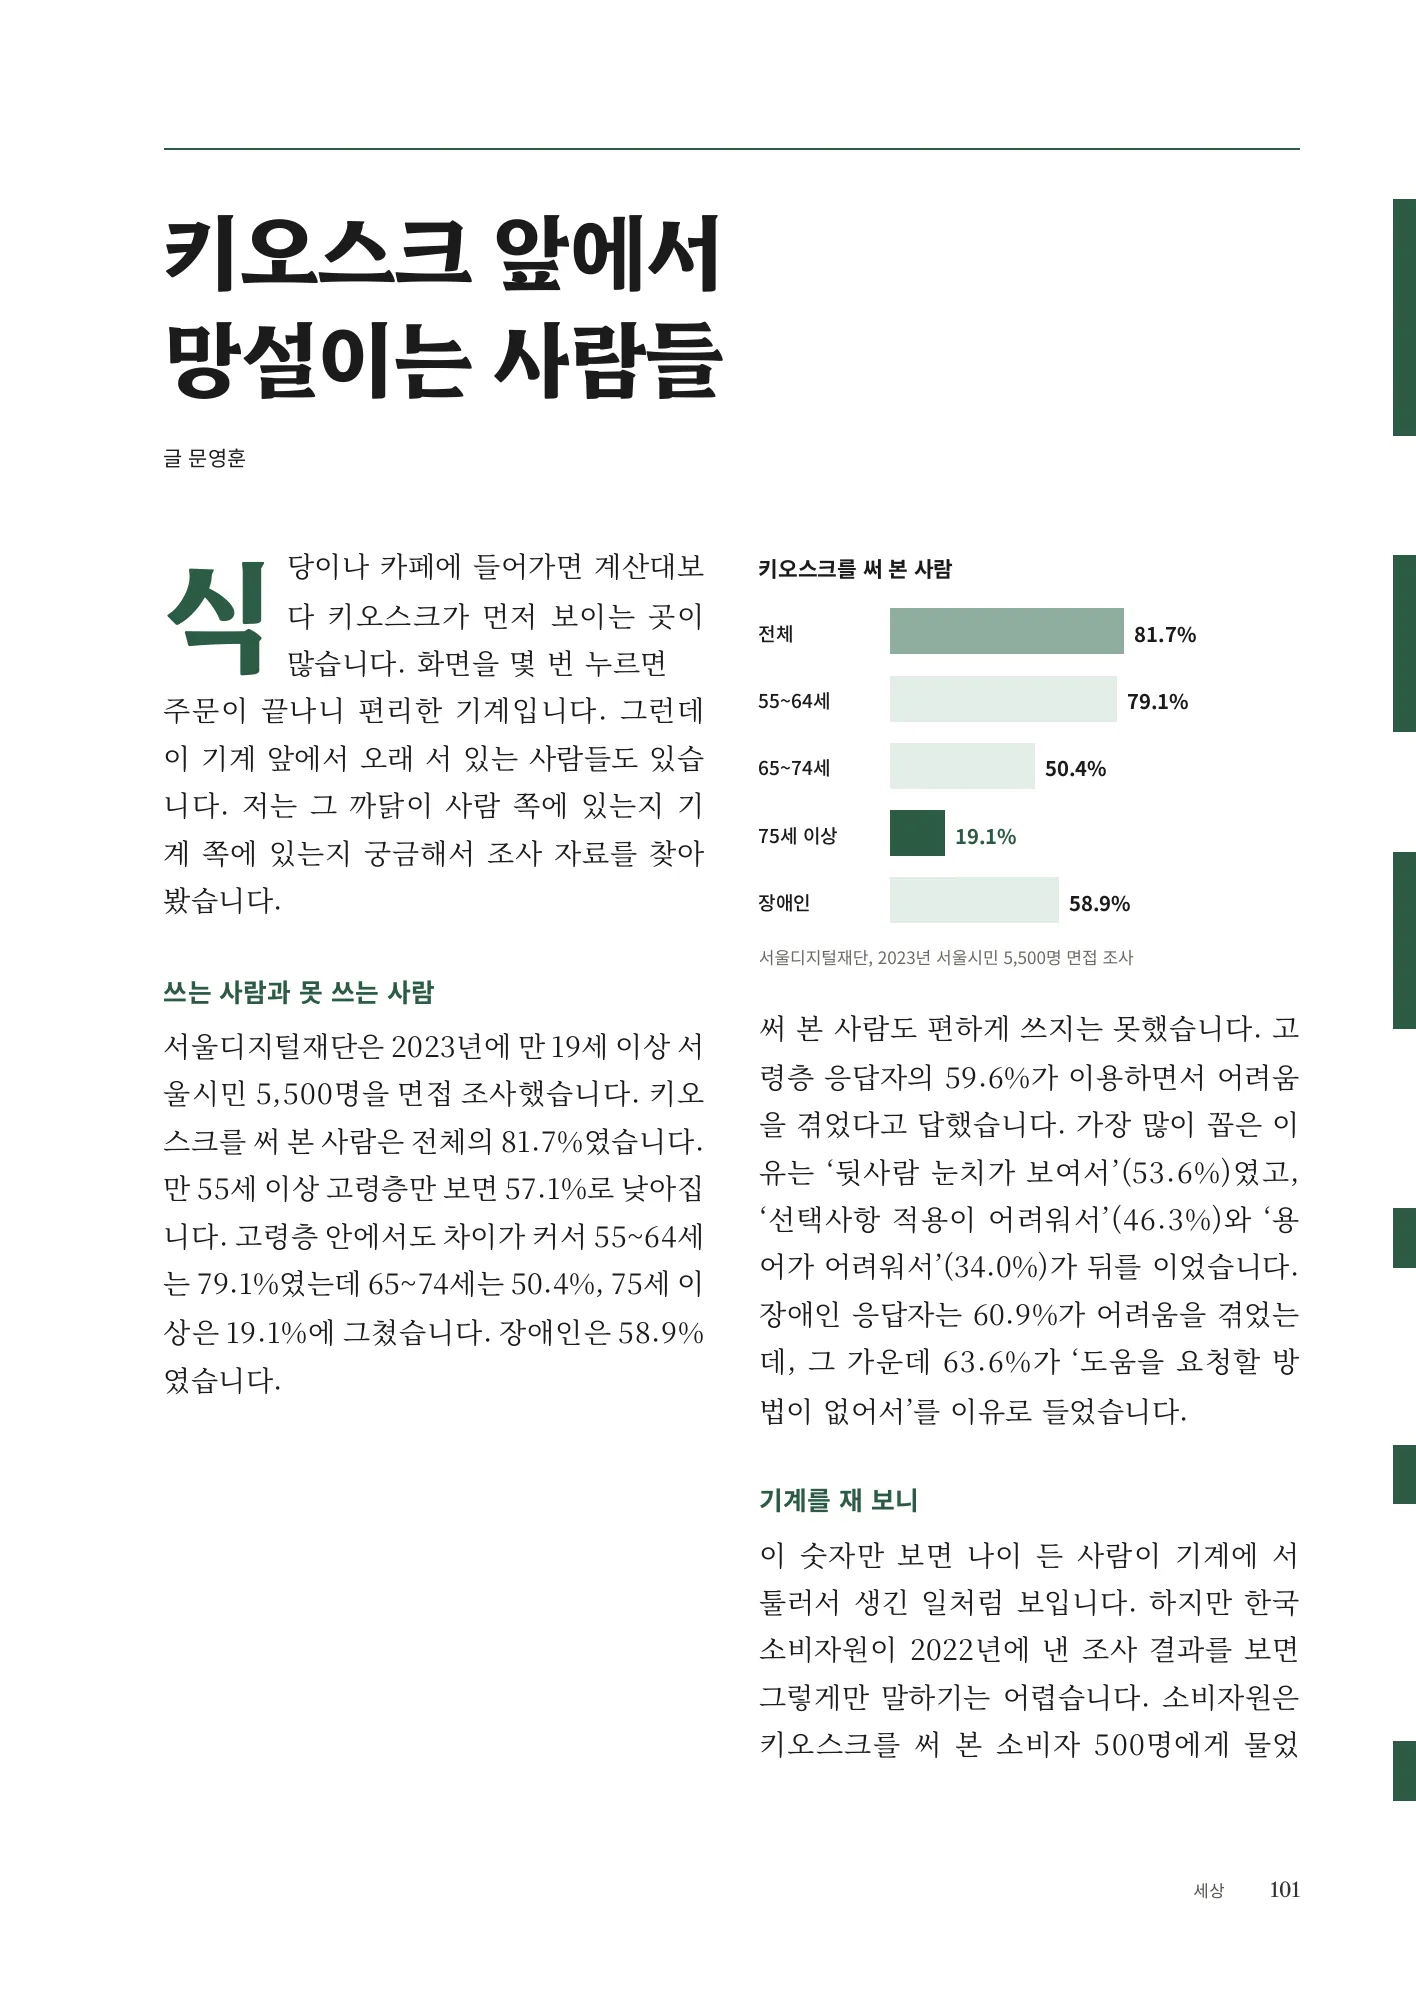 키오스크 앞에서
망설이는 사람들
글 문영훈
식당이나 카페에 들어가면 계산대보
다 키오스크가 먼저 보이는 곳이
많습니다. 화면을 몇 번 누르면
주문이 끝나니 편리한 기계입니다. 그런데
이 기계 앞에서 오래 서 있는 사람들도 있습
니다. 저는 그 까닭이 사람 쪽에 있는지 기
계 쪽에 있는지 궁금해서 조사 자료를 찾아
봤습니다.
쓰는 사람과 못 쓰는 사람
서울디지털재단은 2023년에 만 19세 이상 서
울시민 5,500명을 면접 조사했습니다. 키오
스크를 써 본 사람은 전체의 81.7%였습니다.
만 55세 이상 고령층만 보면 57.1%로 낮아집
니다. 고령층 안에서도 차이가 커서 55~64세
는 79.1%였는데 65~74세는 50.4%, 75세 이
상은 19.1%에 그쳤습니다. 장애인은 58.9%
였습니다.
키오스크를 써 본 사람
전체 81.7%
55~64세 79.1%
65~74세 50.4%
75세 이상 19.1%
장애인 58.9%
서울디지털재단, 2023년 서울시민 5,500명 면접 조사
써 본 사람도 편하게 쓰지는 못했습니다. 고
령층 응답자의 59.6%가 이용하면서 어려움
을 겪었다고 답했습니다. 가장 많이 꼽은 이
유는 ‘뒷사람 눈치가 보여서’(53.6%)였고,
‘선택사항 적용이 어려워서’(46.3%)와 ‘용
어가 어려워서’(34.0%)가 뒤를 이었습니다.
장애인 응답자는 60.9%가 어려움을 겪었는
데, 그 가운데 63.6%가 ‘도움을 요청할 방
법이 없어서’를 이유로 들었습니다.
기계를 재 보니
이 숫자만 보면 나이 든 사람이 기계에 서
툴러서 생긴 일처럼 보입니다. 하지만 한국
소비자원이 2022년에 낸 조사 결과를 보면
그렇게만 말하기는 어렵습니다. 소비자원은
키오스크를 써 본 소비자 500명에게 물었
세상 101